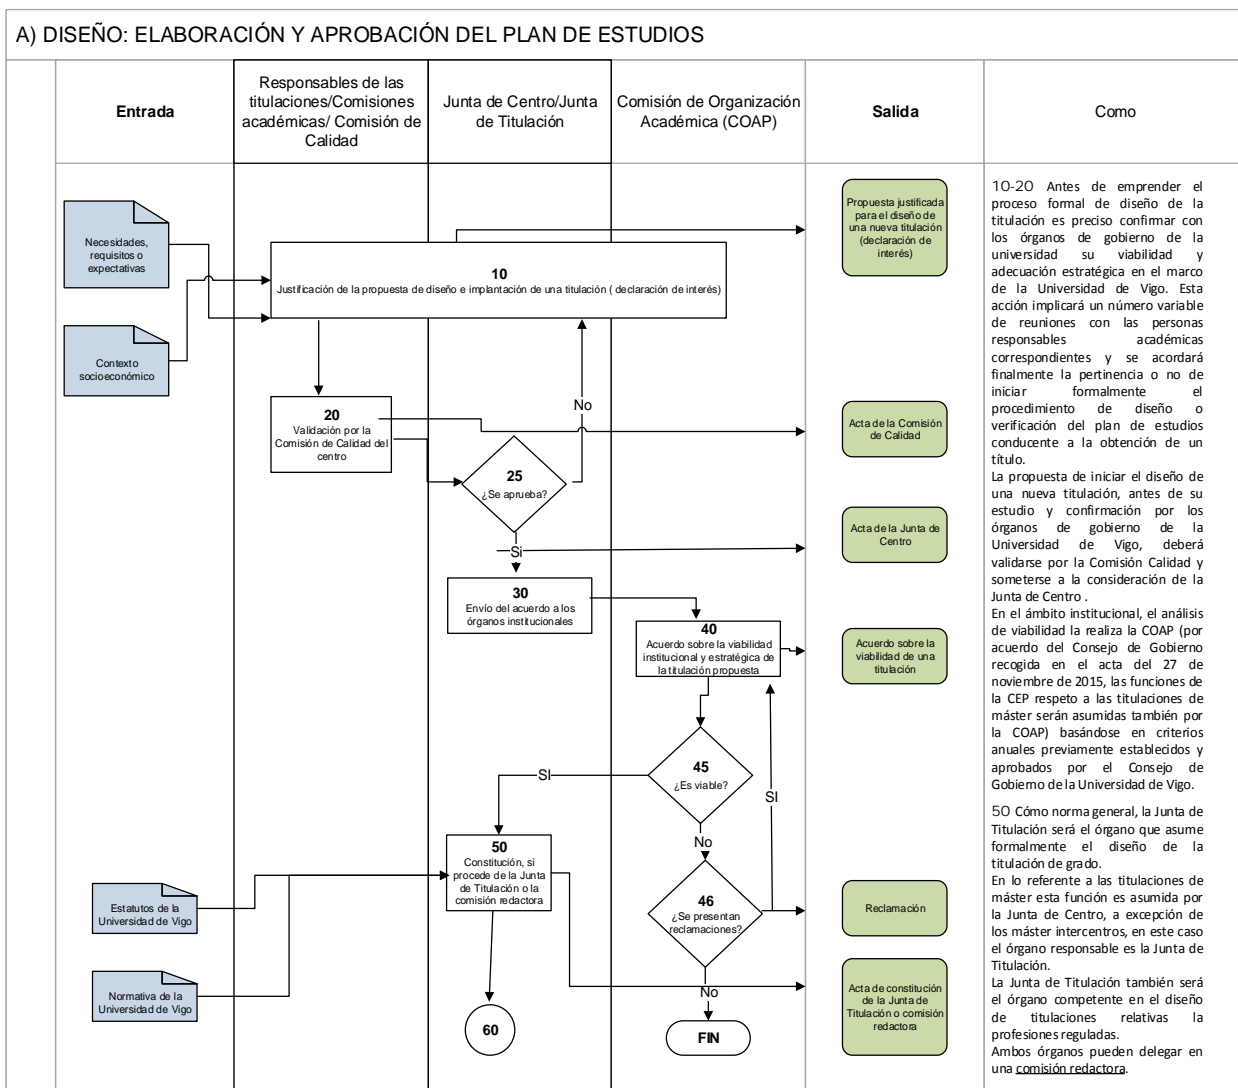 A) DISEÑO: ELABORACIÓN Y APROBACIÓN DEL PLAN DE ESTUDIOS
Entrada
Responsables de las
titulaciones/Comisiones
académicas/ Comisión de
Calidad
Junta de Centro/Junta
de Titulación
Comisión de Organización
Académica (COAP)
Salida
Como
Necesidades,
requisitos o
expectativas
Contexto
socioeconómico
10
Justificación de la propuesta de diseño e implantación de una titulación ( declaración de interés)
Propuesta justificada
para el diseño de
una nueva titulación
(declaración de
interés)
20
Validación por la
Comisión de Calidad del
centro
No
Acta de la Comisión
de Calidad
25
¿Se aprueba?
Si
Acta de la Junta de
Centro
30
Envío del acuerdo a los
órganos institucionales
40
Acuerdo sobre la viabilidad
institucional y estratégica de
la titulación propuesta
Acuerdo sobre la
viabilidad de una
titulación
45
¿Es viable?
SI
SI
No
50
Constitución, si
procede de la Junta
de Titulación o la
comisión redactora
46
¿Se presentan
reclamaciones?
Reclamación
Estatutos de la
Universidad de Vigo
Normativa de la
Universidad de Vigo
No
Acta de constitución
de la Junta de
Titulación o comisión
redactora
60
FIN
10-20 Antes de emprender el
proceso formal de diseño de la
titulación es preciso confirmar con
los órganos de gobierno de la
universidad su viabilidad y
adecuación estratégica en el marco
de la Universidad de Vigo. Esta
acción implicará un número variable
de reuniones con las personas
responsables académicas
correspondientes y se acordará
finalmente la pertinencia o no de
iniciar formalmente el
procedimiento de diseño o
verificación del plan de estudios
conducente a la obtención de un
título.
La propuesta de iniciar el diseño de
una nueva titulación, antes de su
estudio y confirmación por los
órganos de gobierno de la
Universidad de Vigo, deberá
validarse por la Comisión Calidad y
someterse a la consideración de la
Junta de Centro .
En el ámbito institucional, el análisis
de viabilidad la realiza la COAP (por
acuerdo del Consejo de Gobierno
recogida en el acta del 27 de
noviembre de 2015, las funciones de
la CEP respeto a las titulaciones de
máster serán asumidas también por
la COAP) basándose en criterios
anuales previamente establecidos y
aprobados por el Consejo de
Gobierno de la Universidad de Vigo.
50 Cómo norma general, la Junta de
Titulación será el órgano que asume
formalmente el diseño de la
titulación de grado.
En lo referente a las titulaciones de
máster esta función es asumida por
la Junta de Centro, a excepción de
los máster intercentros, en este caso
el órgano responsable es la Junta de
Titulación.
La Junta de Titulación también será
el órgano competente en el diseño
de titulaciones relativas la
profesiones reguladas.
Ambos órganos pueden delegar en
una comisión redactora.